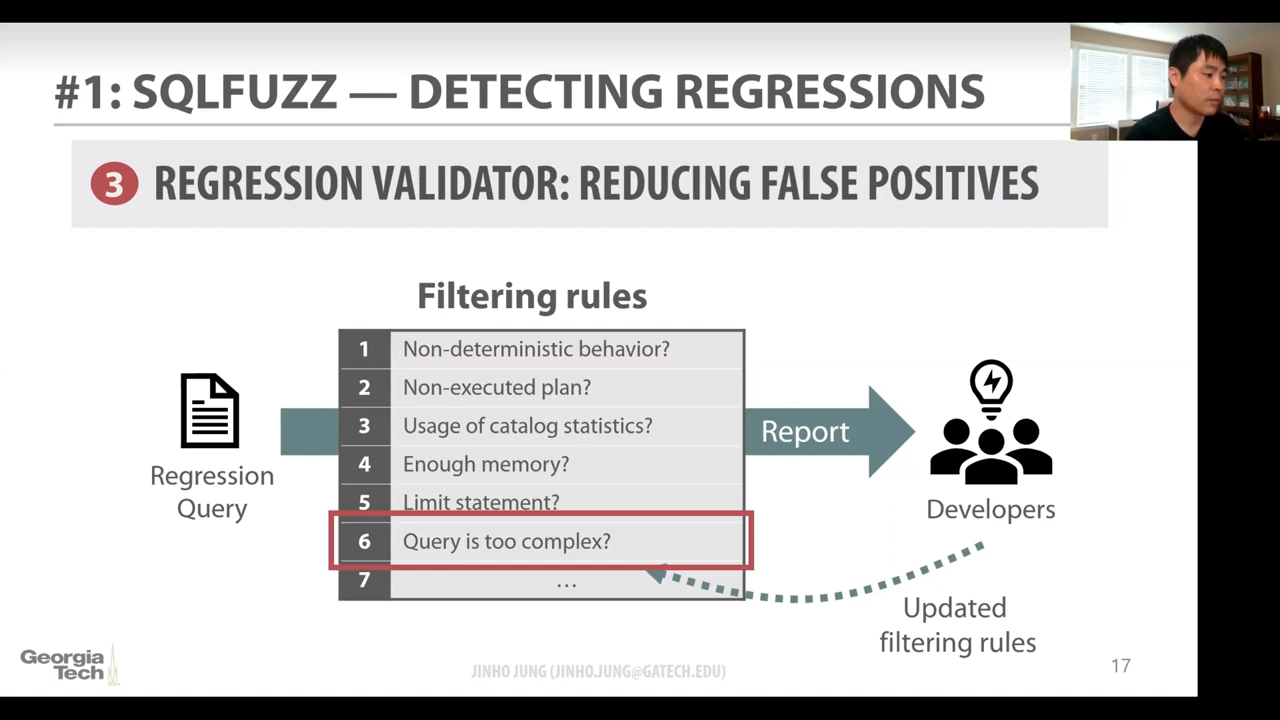 #1: SQLFUZZ — DETECTING REGRESSIONS
3 REGRESSION VALIDATOR: REDUCING FALSE POSITIVES
Filtering rules
1 Non-deterministic behavior?
2 Non-executed plan?
3 Usage of catalog statistics?
4 Enough memory?
5 Limit statement?
6 Query is too complex?
7 ...
Regression
Query
Report
Developers
Updated
filtering rules
Georgia
Tech
JINHO JUNG (JINHO.JUNG@GATECH.EDU)
17